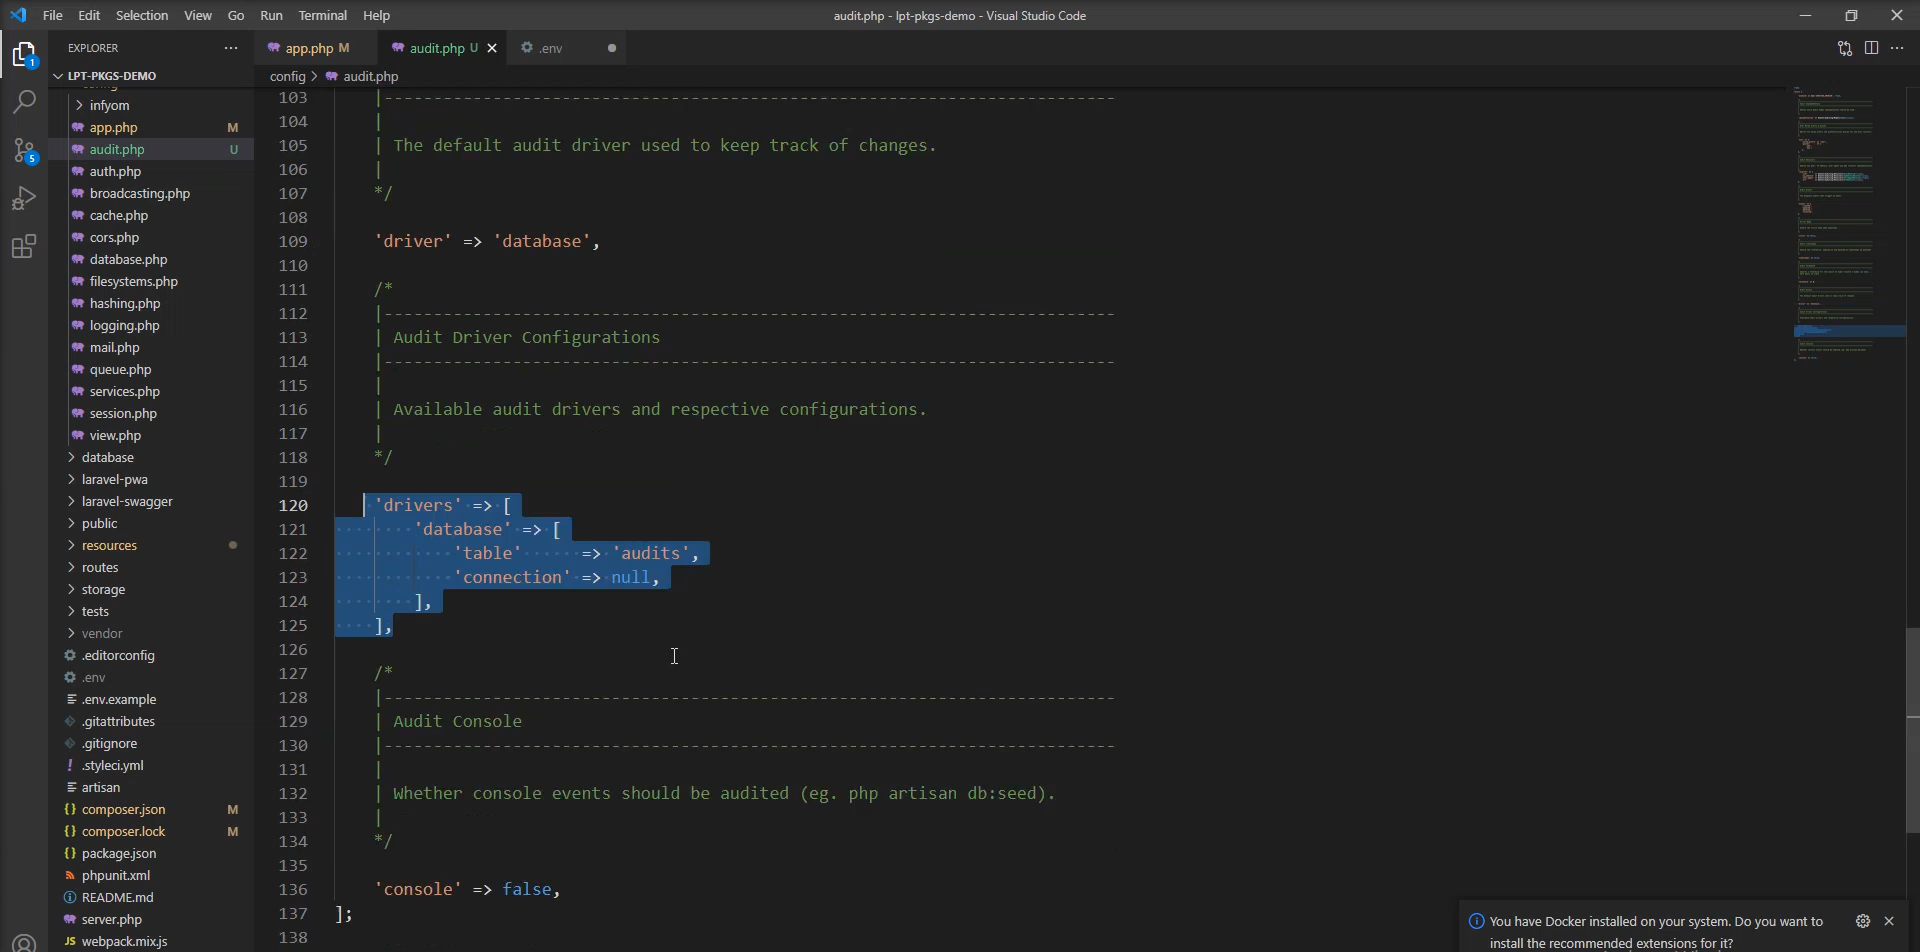 File Edit Selection View Go Run Terminal Help
audit.php - lpt-pkgs-demo - Visual Studio Code
EXPLORER ···
app.php M
audit.php U
.env
LPT-PKGS-DEMO
config > audit.php
infyom
app.php M
audit.php U
auth.php
broadcasting.php
cache.php
cors.php
database.php
filesystems.php
hashing.php
logging.php
mail.php
queue.php
services.php
session.php
view.php
database
laravel-pwa
laravel-swagger
public
resources
routes
storage
tests
vendor
.editorconfig
.env
.env.example
.gitattributes
.gitignore
.styleci.yml
artisan
composer.json M
composer.lock M
package.json
phpunit.xml
README.md
server.php
webpack.mix.js
1
5
103 |--------------------------------------------------------------------------
104 |
105 | The default audit driver used to keep track of changes.
106 |
107 */
108
109 'driver' => 'database',
110
111 /*
112 |--------------------------------------------------------------------------
113 | Audit Driver Configurations
114 |--------------------------------------------------------------------------
115 |
116 | Available audit drivers and respective configurations.
117 |
118 */
119
120 'drivers' => [
121 'database' => [
122 'table' => 'audits',
123 'connection' => null,
124 ],
125 ],
126
127 /*
128 |--------------------------------------------------------------------------
129 | Audit Console
130 |--------------------------------------------------------------------------
131 |
132 | Whether console events should be audited (eg. php artisan db:seed).
133 |
134 */
135
136 'console' => false,
137 ];
138
You have Docker installed on your system. Do you want to
install the recommended extensions for it?